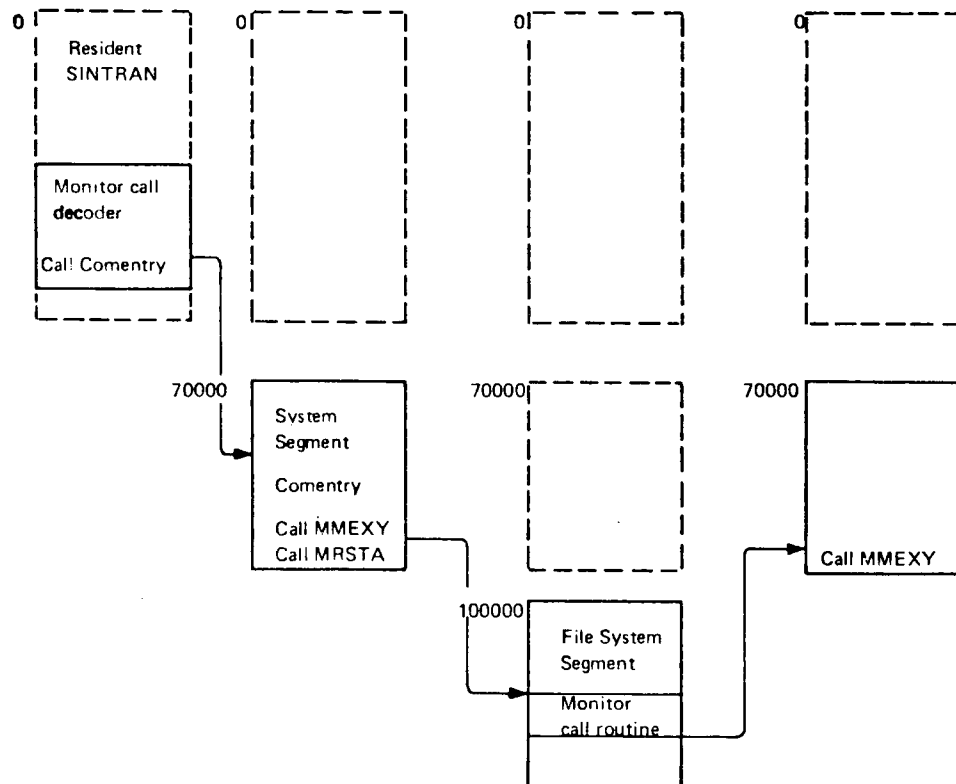 0
0
0
0
Resident
SINTRAN
Monitor call
decoder
Call Comentry
70000
System
Segment
Comentry
Call MMEXY
Call MRSTA
70000
100000
File System
Segment
Monitor
call routine
70000
Call MMEXY